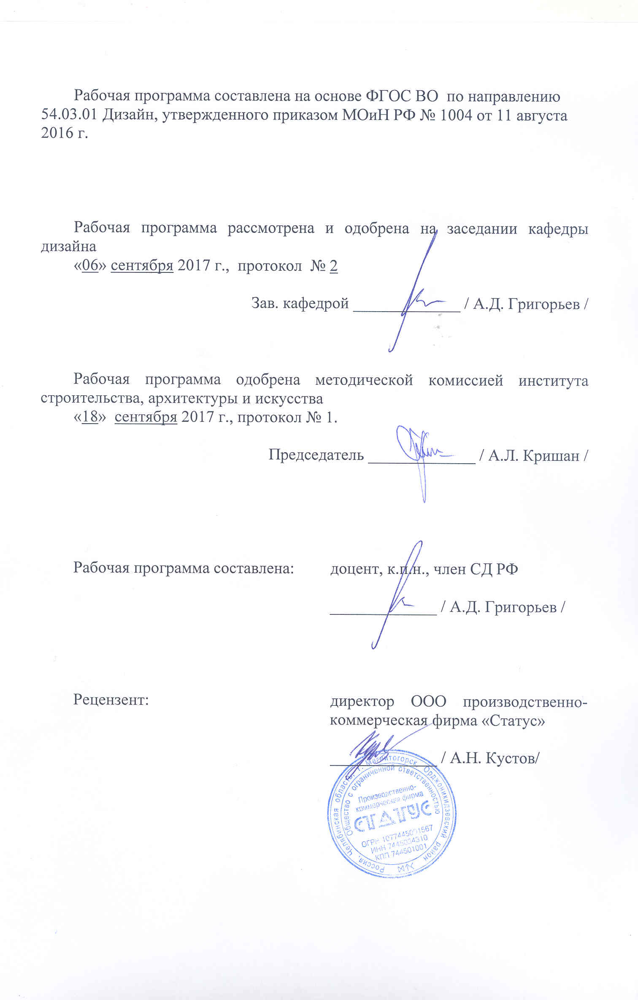 Рабочая программа составлена на основе ФГОС ВО по направлению
54.03.01 Дизайн, утвержденного приказом МОиН РФ № 1004 от 11 августа
2016 г.
Рабочая программа рассмотрена и одобрена на заседании кафедры
дизайна
«06» сентября 2017 г., протокол № 2
Зав. кафедрой _____________ / А.Д. Григорьев /
Рабочая программа одобрена методической комиссией института
строительства, архитектуры и искусства
«18» сентября 2017 г., протокол № 1.
Председатель _____________ / А.Л. Кришан /
Рабочая программа составлена: доцент, к.п.н., член СД РФ
_____________ / А.Д. Григорьев /
Рецензент: директор ООО производственно-
коммерческая фирма «Статус»
_____________ / А.Н. Кустов/
Россия, Челябинская область, г. Магнитогорск, Орджоникидзевский район
Общество с ограниченной ответственностью
Производственно-
коммерческая фирма
СТАТУС
ОГРН 1077445001567
ИНН 7445034310
КПП 744501001